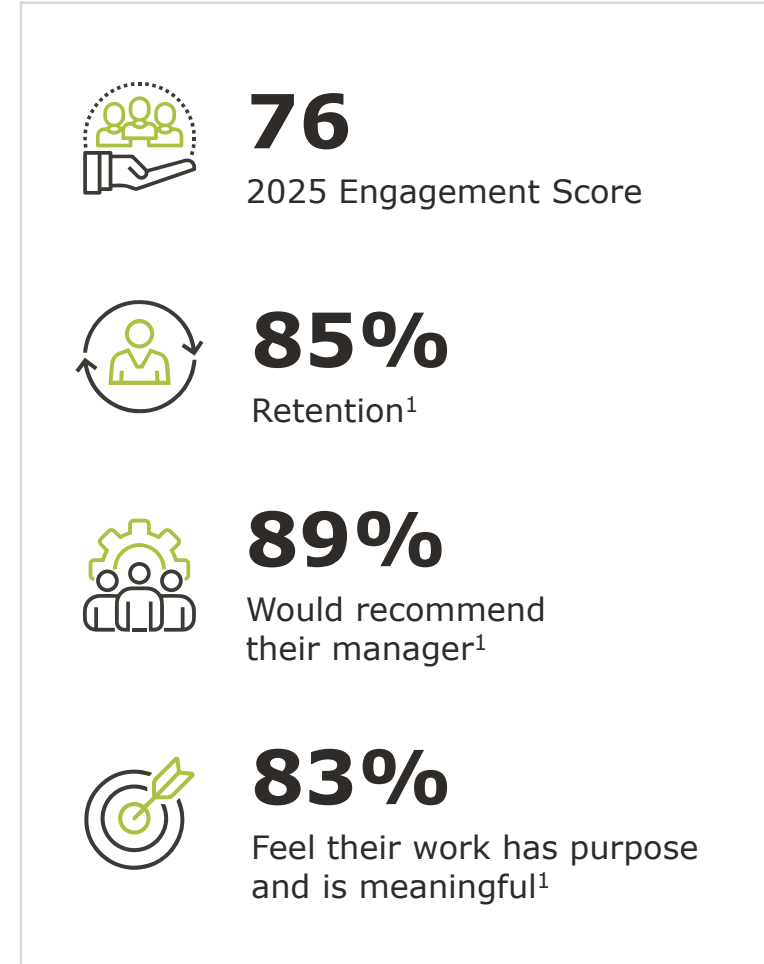 76
2025 Engagement Score
85%
Retention¹
89%
Would recommend
their manager¹
83%
Feel their work has purpose
and is meaningful¹